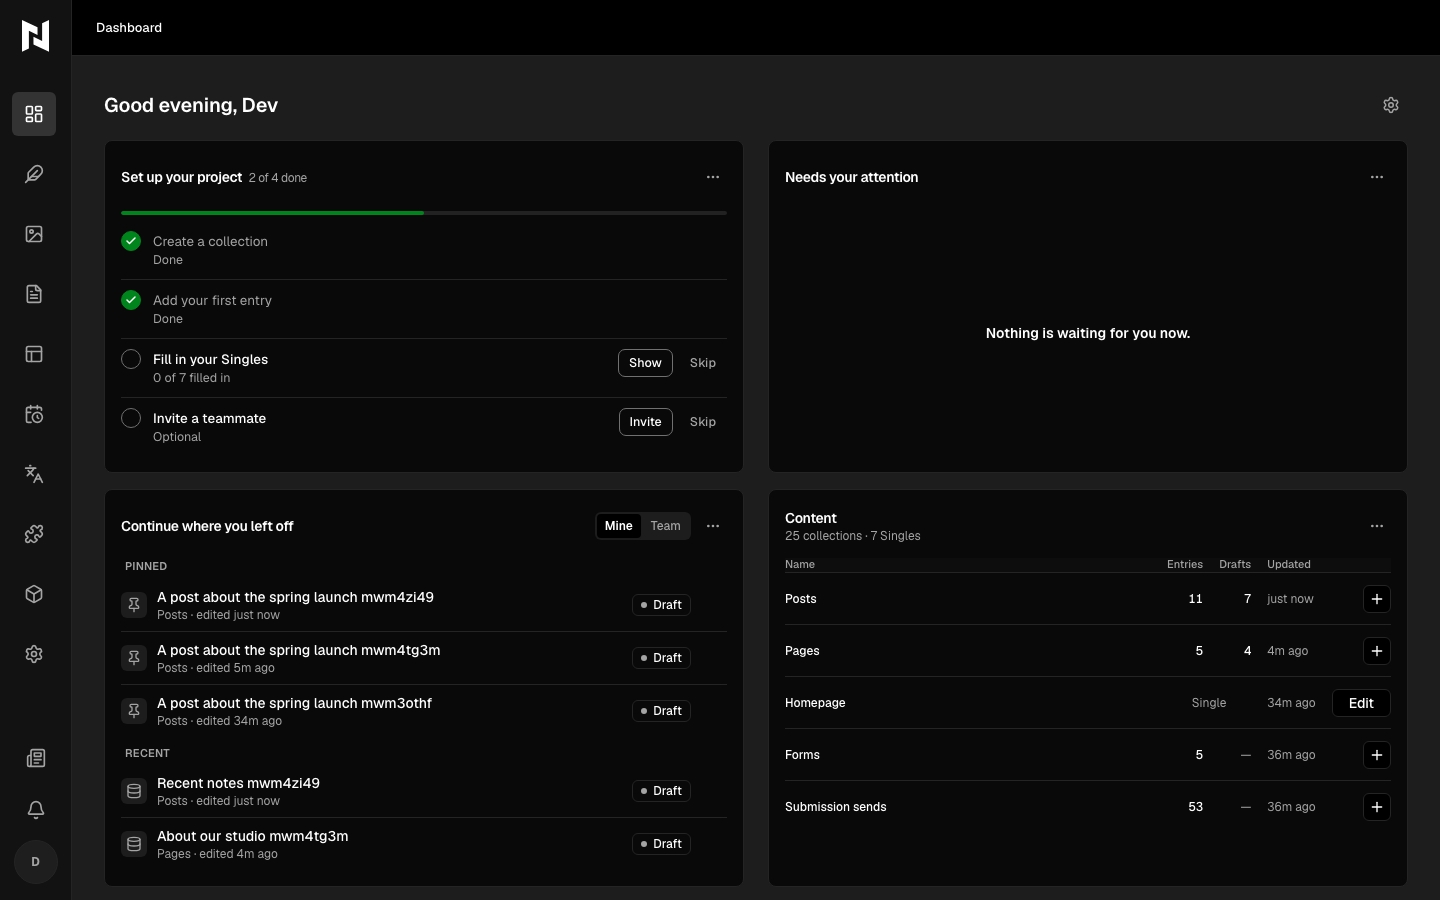 Dashboard
Good evening, Dev
Set up your project 2 of 4 done
Create a collection
Done
Add your first entry
Done
Fill in your Singles
0 of 7 filled in
Show
Skip
Invite a teammate
Optional
Invite
Skip
Needs your attention
Nothing is waiting for you now.
Continue where you left off
Mine
Team
PINNED
A post about the spring launch mwm4zi49
Posts · edited just now
Draft
A post about the spring launch mwm4tg3m
Posts · edited 5m ago
Draft
A post about the spring launch mwm3othf
Posts · edited 34m ago
Draft
RECENT
Recent notes mwm4zi49
Posts · edited just now
Draft
About our studio mwm4tg3m
Pages · edited 4m ago
Draft
Content
25 collections · 7 Singles
Name Entries Drafts Updated
Posts 11 7 just now
Pages 5 4 4m ago
Homepage Single 34m ago Edit
Forms 5 — 36m ago
Submission sends 53 — 36m ago
D